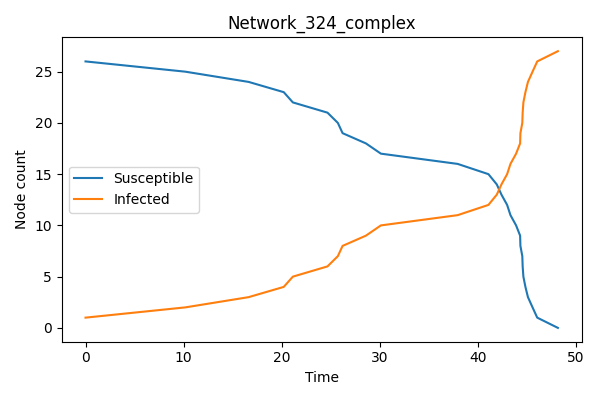 Network_324_complex
Node count
25
20
15
10
5
0
Susceptible
Infected
0 10 20 30 40 50
Time